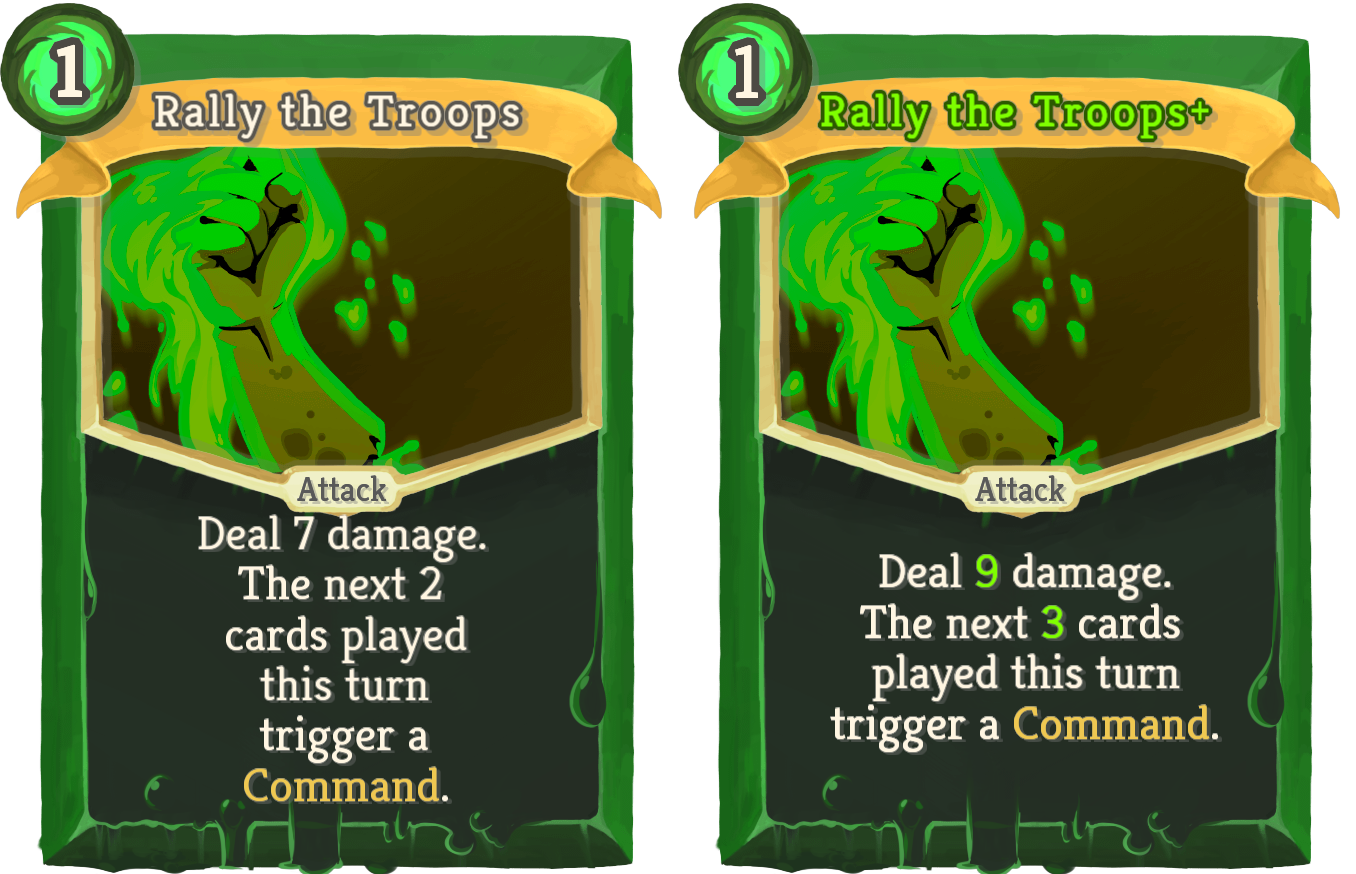 1
Rally the Troops
Attack
Deal 7 damage.
The next 2
cards played
this turn
trigger a
Command.
1
Rally the Troops+
Attack
Deal 9 damage.
The next 3 cards
played this turn
trigger a Command.